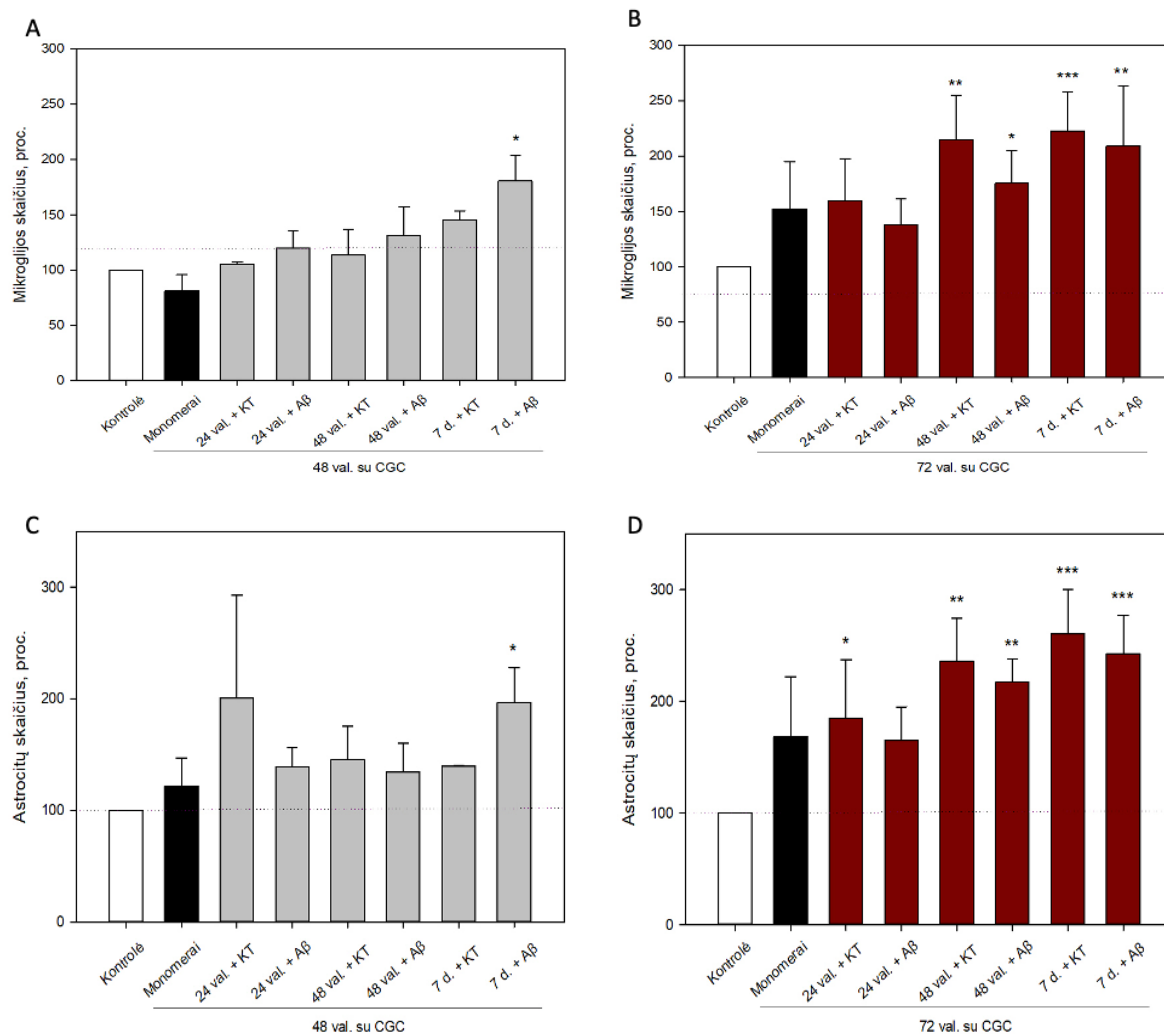 A
300
250
200
150
100
50
0
Mikroglijos skaičius, proc.
*
Kontrolė
Monomerai
24 val. + KT
24 val. + Aβ
48 val. + KT
48 val. + Aβ
7 d. + KT
7 d. + Aβ
48 val. su CGC
B
300
250
200
150
100
50
0
Mikroglijos skaičius, proc.
**
*
***
**
Kontrolė
Monomerai
24 val. + KT
24 val. + Aβ
48 val. + KT
48 val. + Aβ
7 d. + KT
7 d. + Aβ
72 val. su CGC
C
300
200
100
0
Astrocitų skaičius, proc.
*
Kontrolė
Monomerai
24 val. + KT
24 val. + Aβ
48 val. + KT
48 val. + Aβ
7 d. + KT
7 d. + Aβ
48 val. su CGC
D
300
200
100
0
Astrocitų skaičius, proc.
*
**
**
***
***
Kontrolė
Monomerai
24 val. + KT
24 val. + Aβ
48 val. + KT
48 val. + Aβ
7 d. + KT
7 d. + Aβ
72 val. su CGC